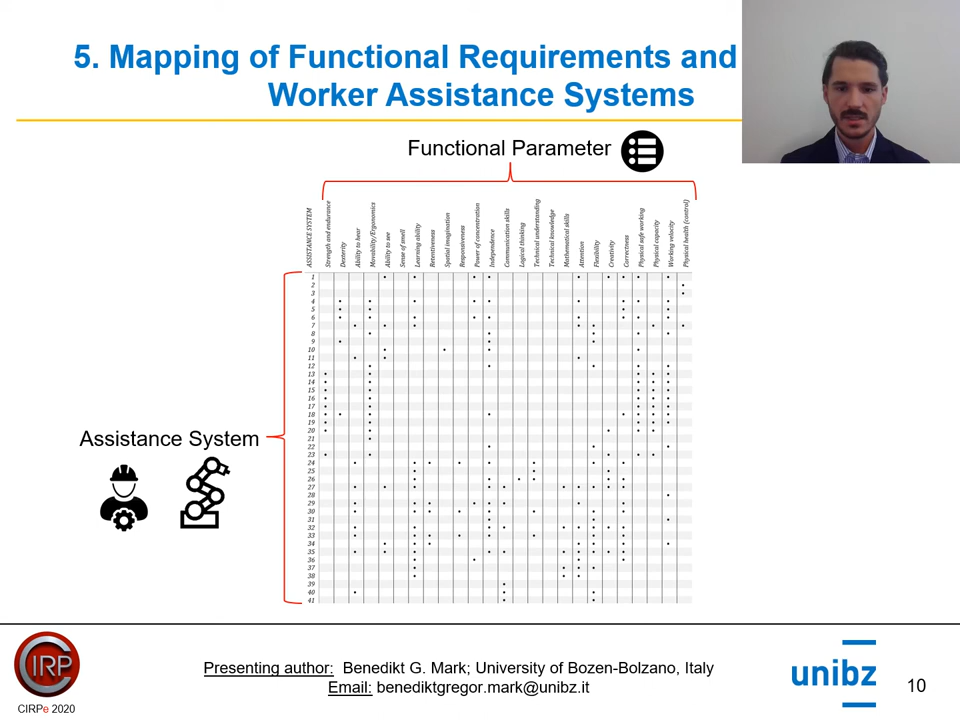 5. Mapping of Functional Requirements and
Worker Assistance Systems
Functional Parameter
ASSISTANCE SYSTEM
Strength and endurance
Dexterity
Ability to hear
Movability/Ergonomics
Ability to see
Sense of smell
Learning ability
Retentiveness
Spatial imagination
Responsiveness
Power of concentration
Independence
Communication skills
Logical thinking
Technical understanding
Technical knowledge
Mathematical skills
Attention
Flexibility
Creativity
Correctness
Physical safe working
Physical capacity
Working velocity
Physical health (control)
1
2
3
4
5
6
7
8
9
10
11
12
13
14
15
16
17
18
19
20
21
22
23
24
25
26
27
28
29
30
31
32
33
34
35
36
37
38
39
40
41
Assistance System
CIRP
CIRPe 2020
Presenting author: Benedikt G. Mark; University of Bozen-Bolzano, Italy
Email: benediktgregor.mark@unibz.it
unibz
10